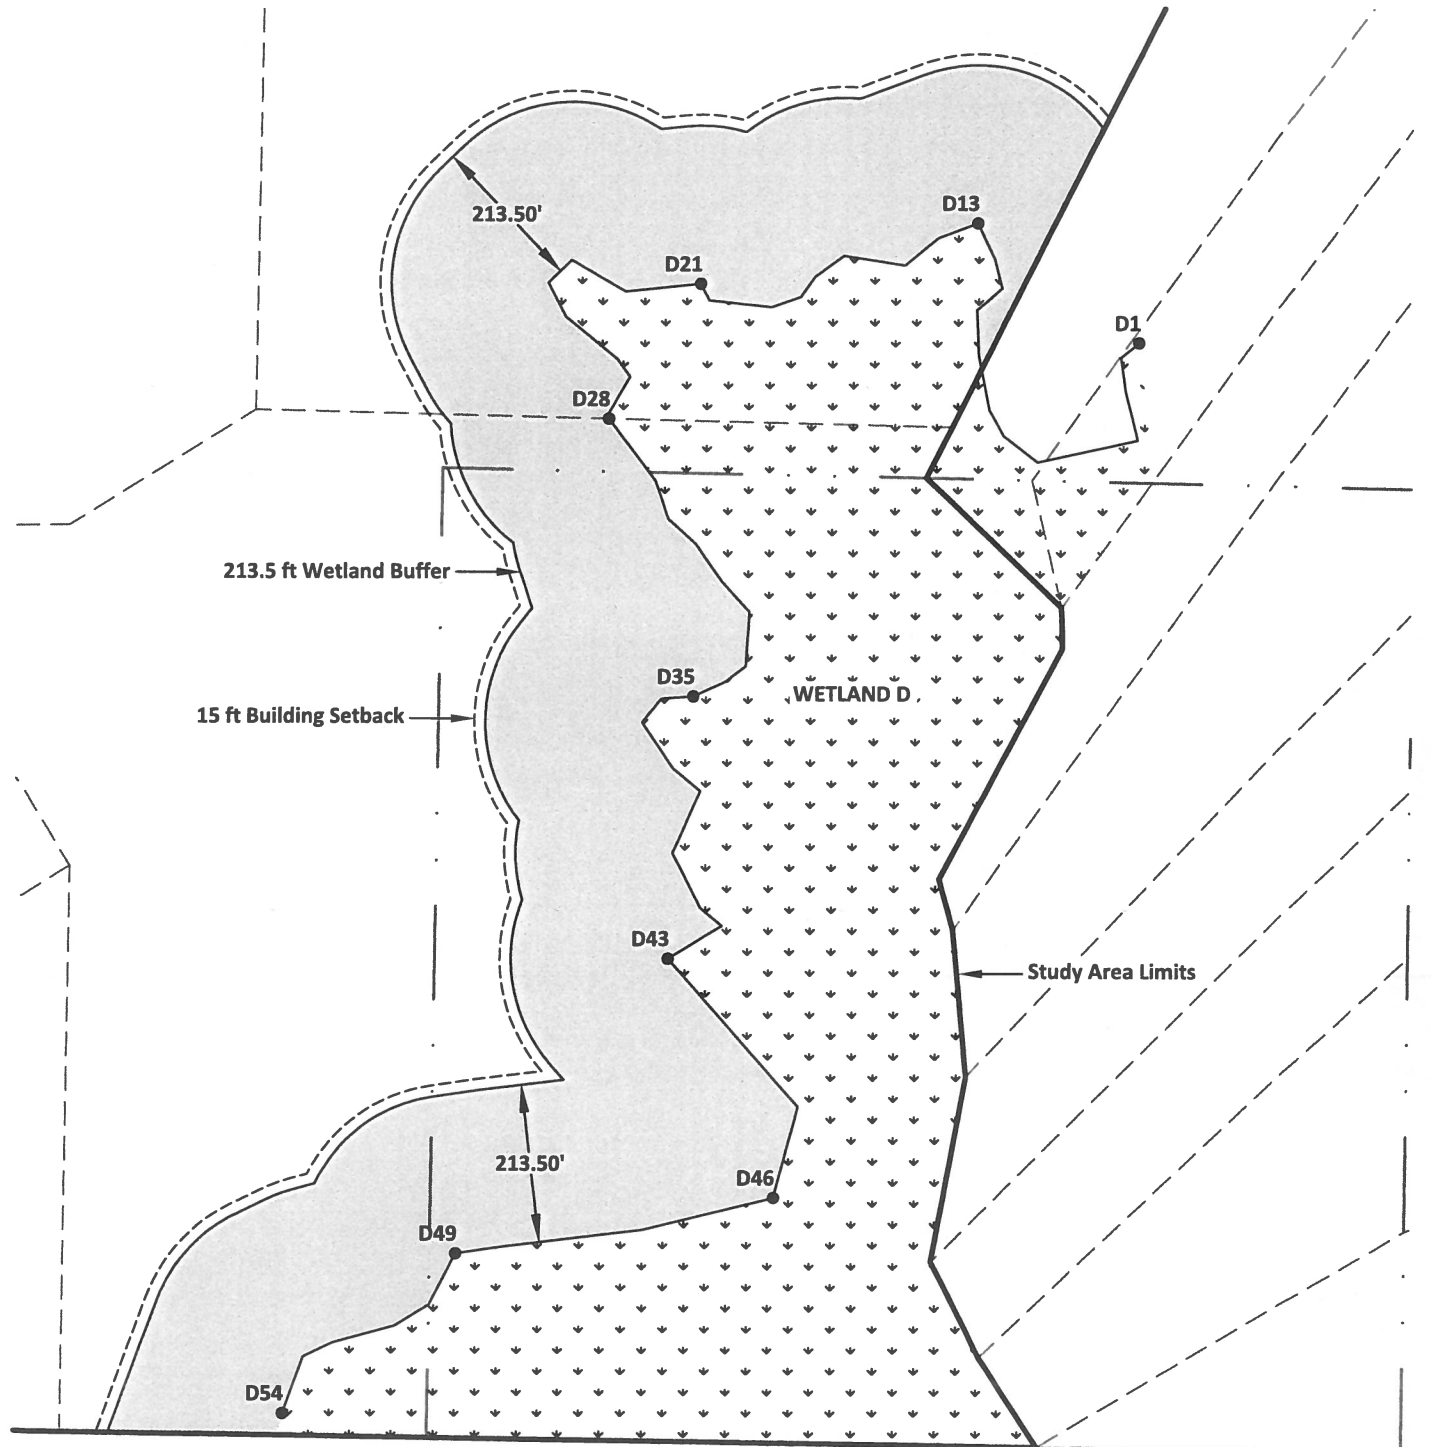 D13
213.50'
D21
D1
D28
213.5 ft Wetland Buffer
D35
WETLAND D
15 ft Building Setback
D43
Study Area Limits
213.50'
D46
D49
D54